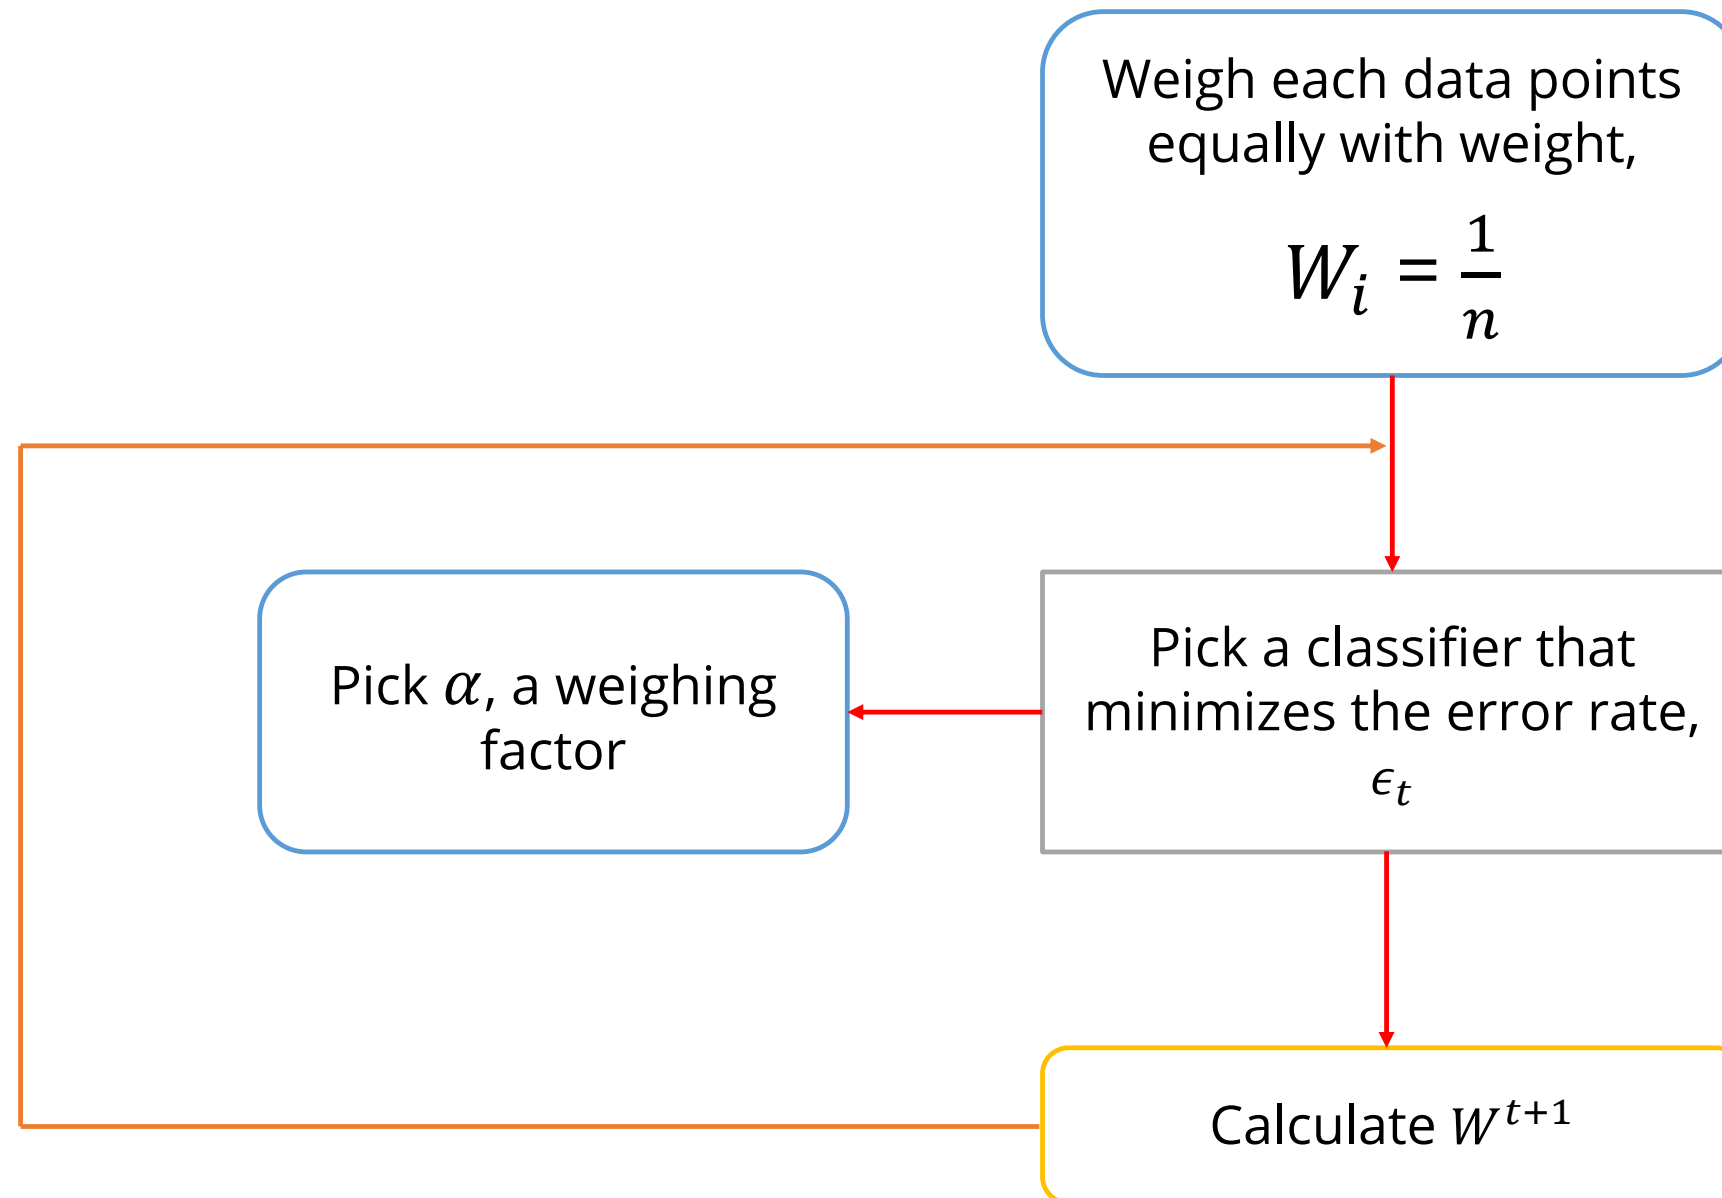 Weigh each data points
equally with weight,
W_i = 1/n
Pick α, a weighing
factor
Pick a classifier that
minimizes the error rate,
ϵ_t
Calculate W^{t+1}